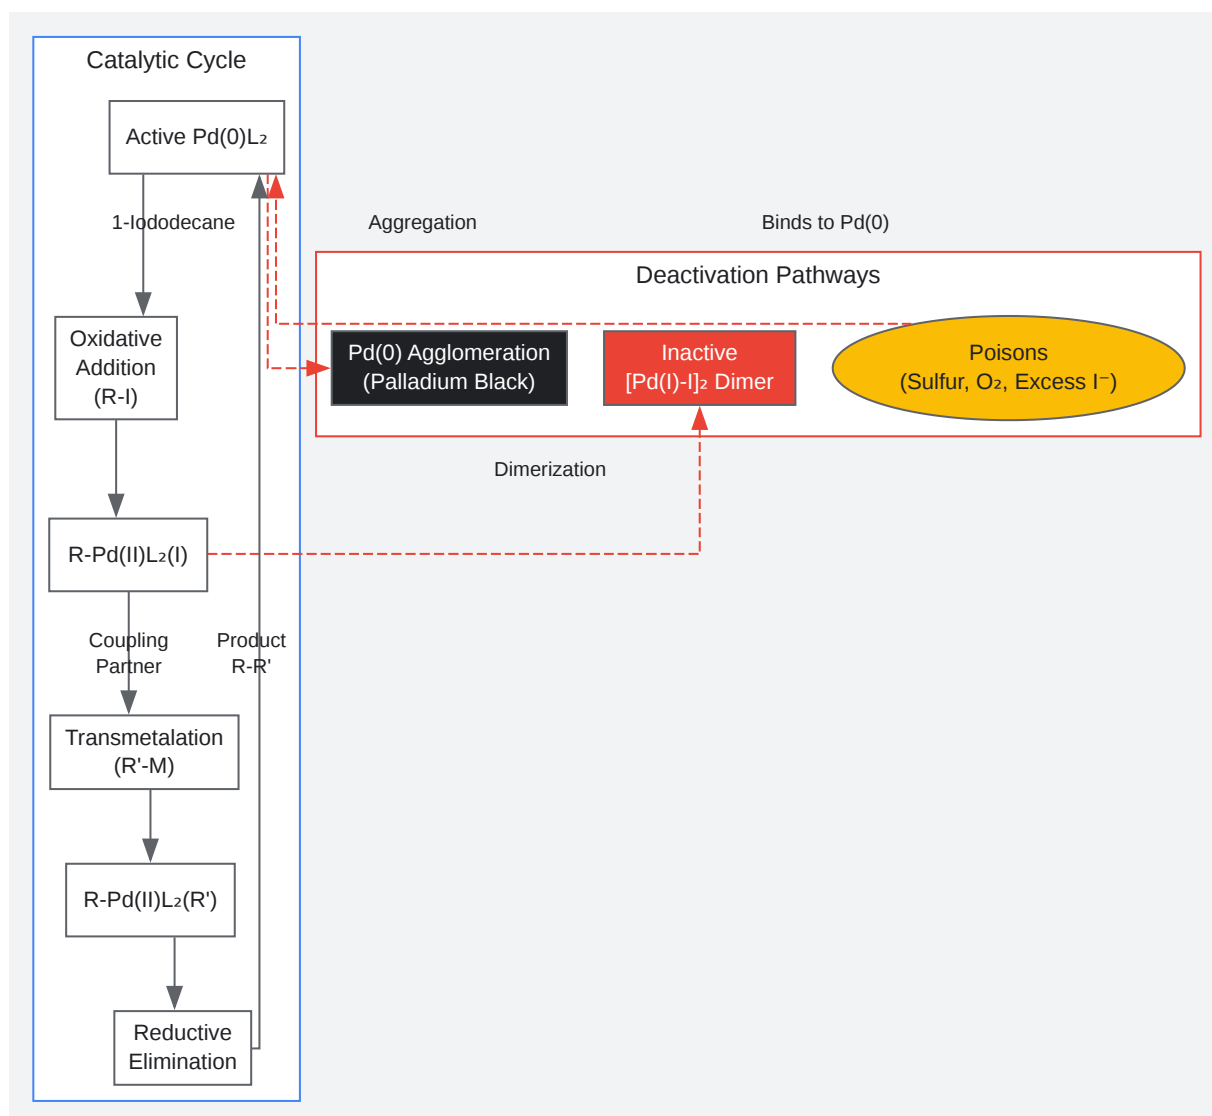 Catalytic Cycle
Active Pd(0)L₂
1-Iododecane
Aggregation
Binds to Pd(0)
Deactivation Pathways
Oxidative
Addition
(R-I)
Pd(0) Agglomeration
(Palladium Black)
Inactive
[Pd(I)-I]₂ Dimer
Poisons
(Sulfur, O₂, Excess I⁻)
Dimerization
R-Pd(II)L₂(I)
Coupling
Partner
Product
R-R'
Transmetalation
(R'-M)
R-Pd(II)L₂(R')
Reductive
Elimination